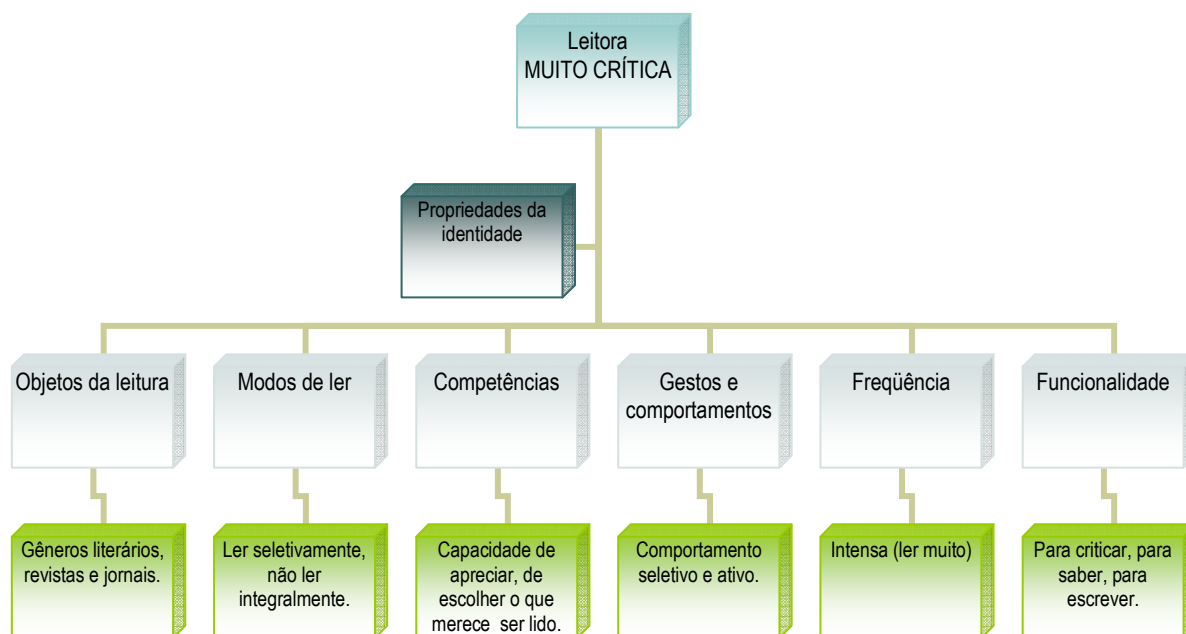 Leitora
MUITO CRÍTICA
Propriedades da
identidade
Objetos da leitura
Modos de ler
Competências
Gestos e
comportamentos
Freqüência
Funcionalidade
Gêneros literários,
revistas e jornais.
Ler seletivamente,
não ler
integralmente.
Capacidade de
apreciar, de
escolher o que
merece ser lido.
Comportamento
seletivo e ativo.
Intensa (ler muito)
Para criticar, para
saber, para
escrever.